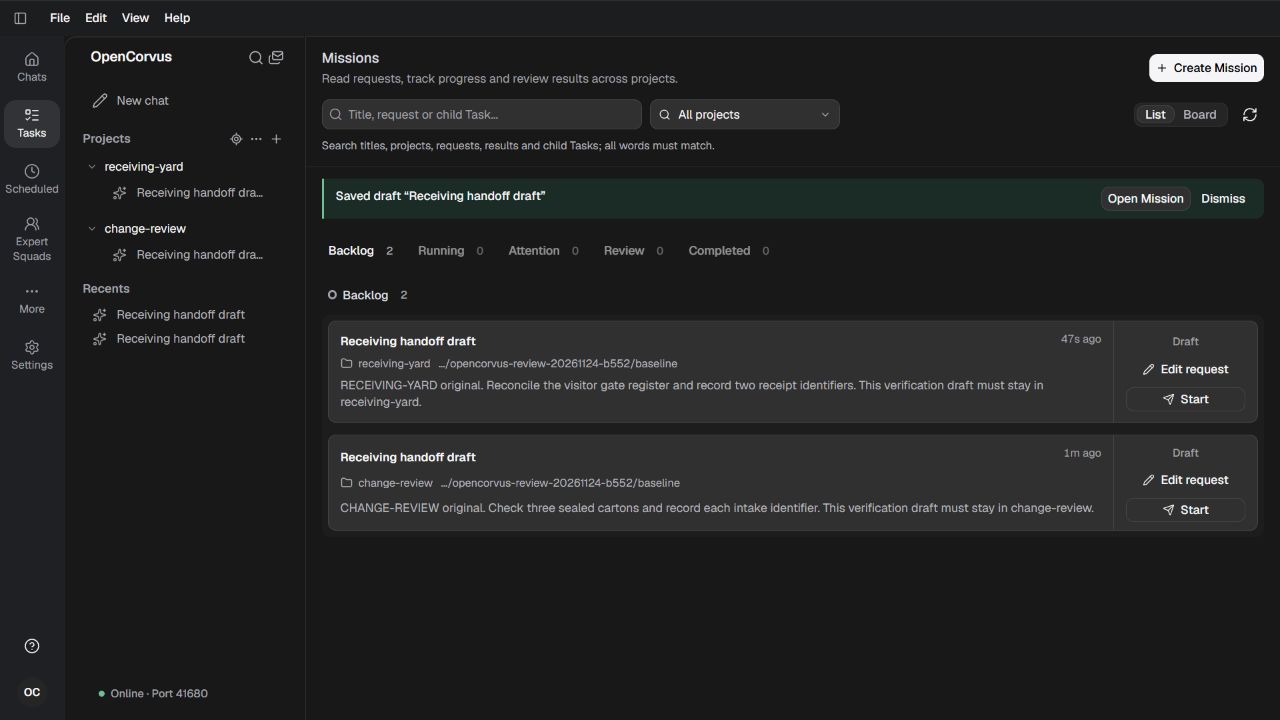 File Edit View Help
Chats
Tasks
Scheduled
Expert
Squads
More
Settings
OC
OpenCorvus
New chat
Projects
receiving-yard
Receiving handoff dra...
change-review
Receiving handoff dra...
Recents
Receiving handoff draft
Receiving handoff draft
Online · Port 41680
Missions
Read requests, track progress and review results across projects.
Create Mission
Title, request or child Task...
All projects
List Board
Search titles, projects, requests, results and child Tasks; all words must match.
Saved draft “Receiving handoff draft”
Open Mission Dismiss
Backlog 2 Running 0 Attention 0 Review 0 Completed 0
Backlog 2
Receiving handoff draft 47s ago
receiving-yard .../opencorvus-review-20261124-b552/baseline
RECEIVING-YARD original. Reconcile the visitor gate register and record two receipt identifiers. This verification draft must stay in
receiving-yard.
Draft
Edit request
Start
Receiving handoff draft 1m ago
change-review .../opencorvus-review-20261124-b552/baseline
CHANGE-REVIEW original. Check three sealed cartons and record each intake identifier. This verification draft must stay in change-review.
Draft
Edit request
Start